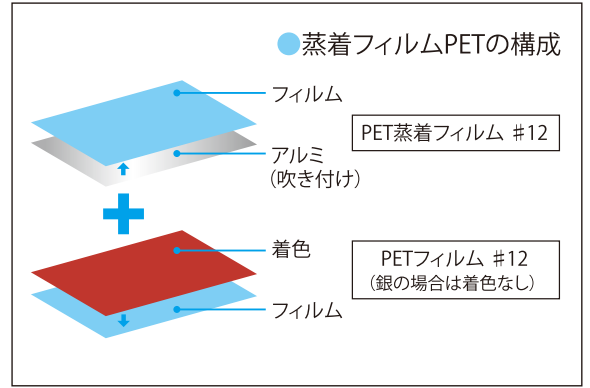 ●蒸着フィルムPETの構成
フィルム
PET蒸着フィルム ♯12
アルミ
(吹き付け)
着色
PETフィルム ♯12
(銀の場合は着色なし)
フィルム